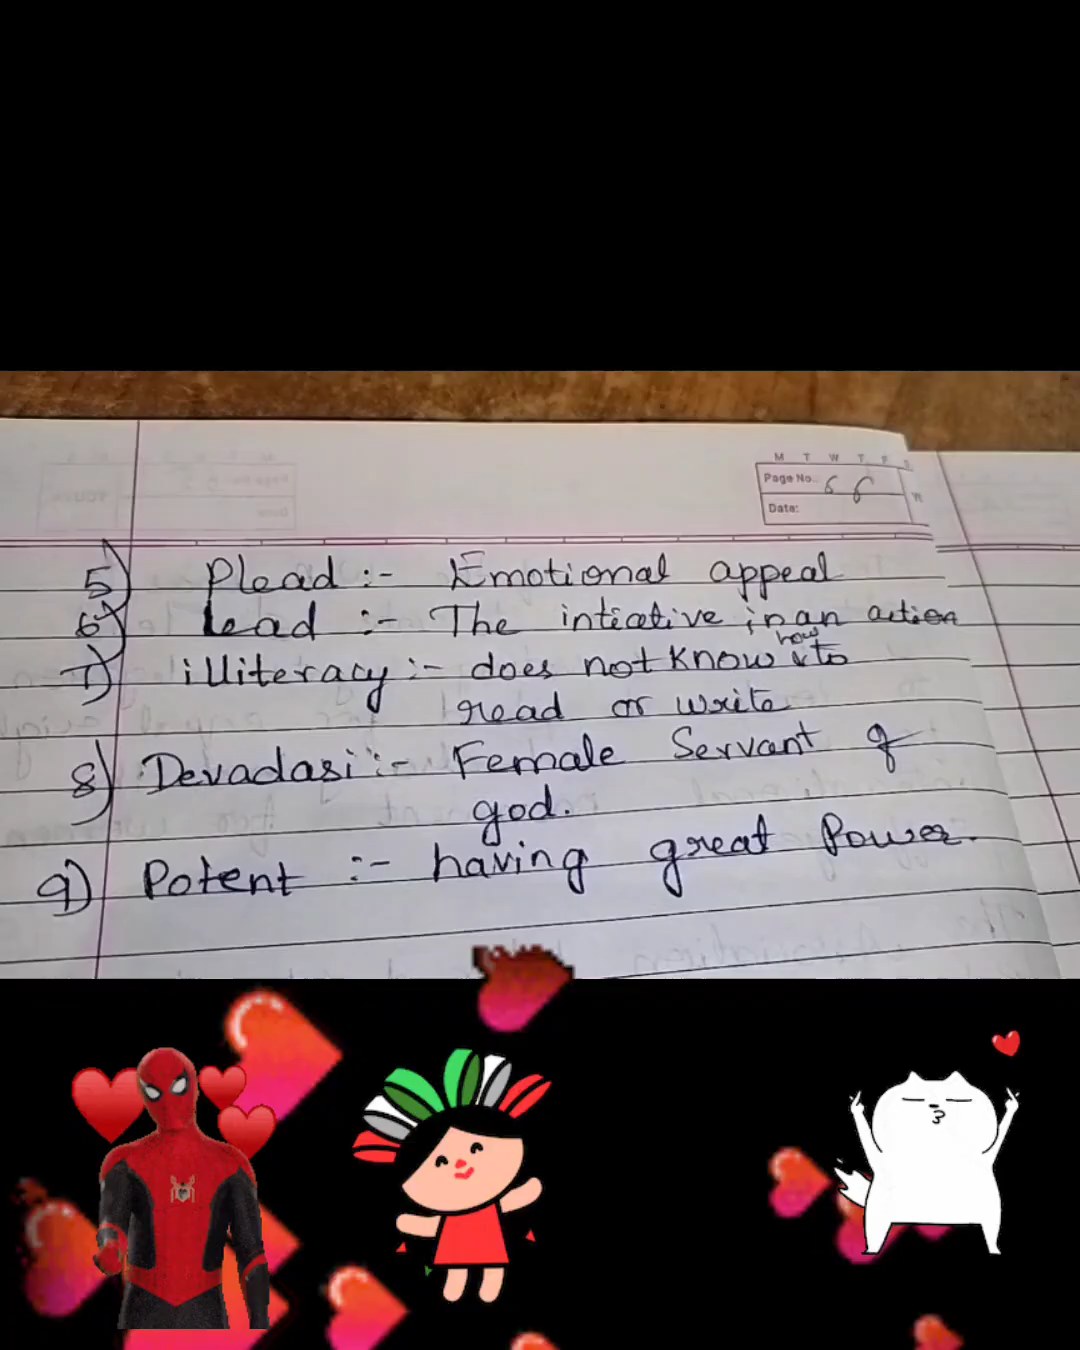 M T W T F S
Page No.: 66
Date:
5) Plead :- Emotional appeal
6) Lead :- The inticative in an action
7) illiteracy :- does not know how to
read or write
8) Devadasi :- Female Servant of
god.
9) Potent :- having great Power.